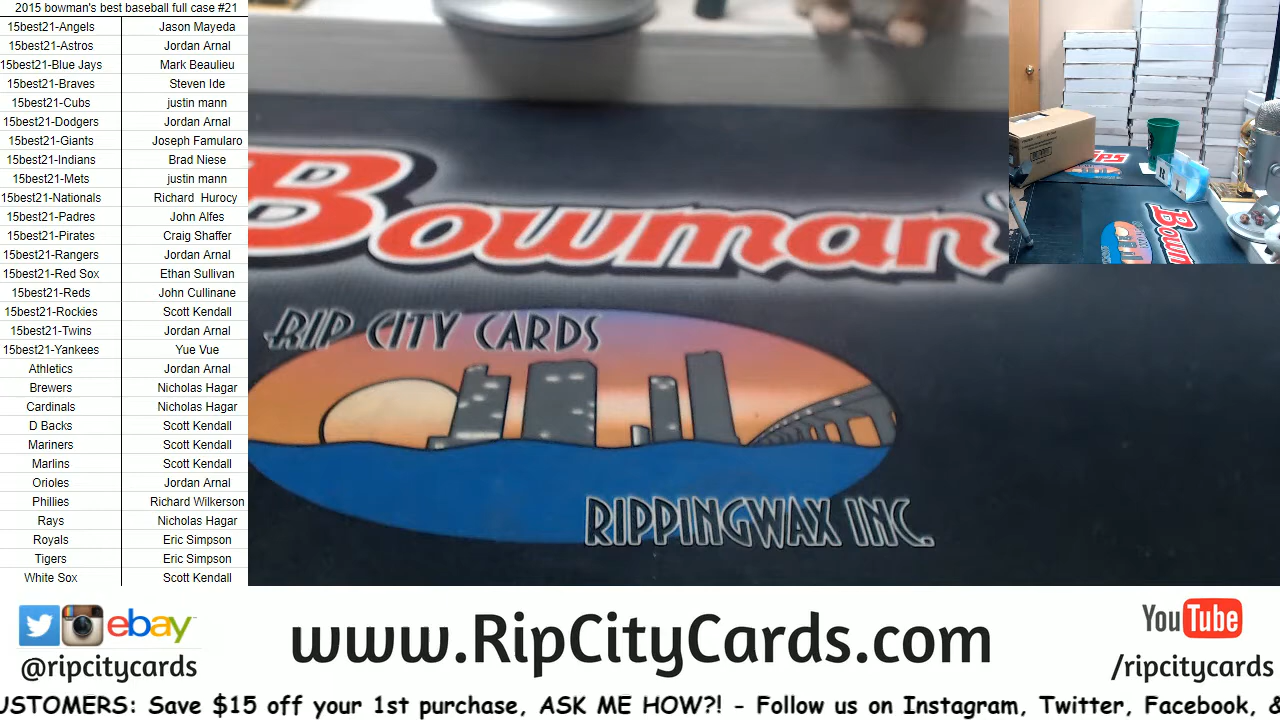 2015 bowman's best baseball full case #21
15best21-Angels Jason Mayeda
15best21-Astros Jordan Arnal
15best21-Blue Jays Mark Beaulieu
15best21-Braves Steven Ide
15best21-Cubs justin mann
15best21-Dodgers Jordan Arnal
15best21-Giants Joseph Famularo
15best21-Indians Brad Niese
15best21-Mets justin mann
15best21-Nationals Richard Hurocy
15best21-Padres John Alfes
15best21-Pirates Craig Shaffer
15best21-Rangers Jordan Arnal
15best21-Red Sox Ethan Sullivan
15best21-Reds John Cullinane
15best21-Rockies Scott Kendall
15best21-Twins Jordan Arnal
15best21-Yankees Yue Vue
Athletics Jordan Arnal
Brewers Nicholas Hagar
Cardinals Nicholas Hagar
D Backs Scott Kendall
Mariners Scott Kendall
Marlins Scott Kendall
Orioles Jordan Arnal
Phillies Richard Wilkerson
Rays Nicholas Hagar
Royals Eric Simpson
Tigers Eric Simpson
White Sox Scott Kendall
Bowman'
RIP CITY CARDS
RIPPINGWAX INC.
Bown
ebay
@ripcitycards
www.RipCityCards.com
YouTube
/ripcitycards
USTOMERS: Save $15 off your 1st purchase, ASK ME HOW?! - Follow us on Instagram, Twitter, Facebook, &